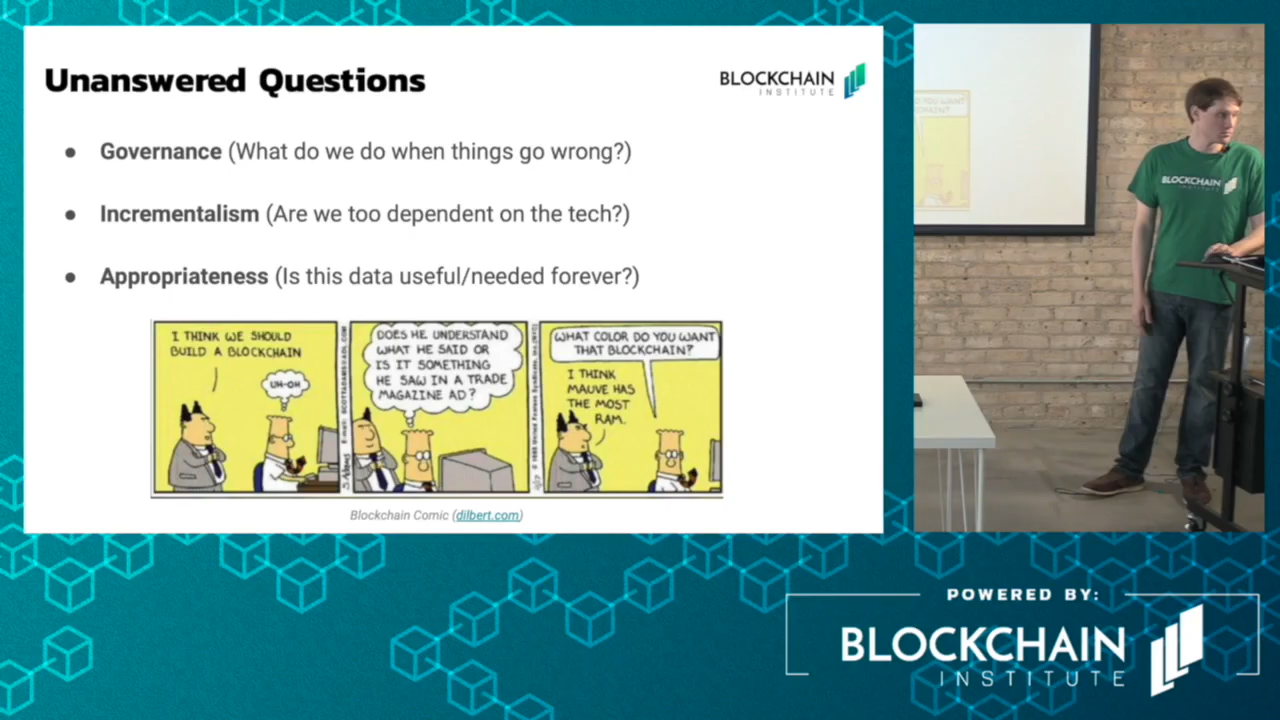 Unanswered Questions
BLOCKCHAIN
INSTITUTE
● Governance (What do we do when things go wrong?)
● Incrementalism (Are we too dependent on the tech?)
● Appropriateness (Is this data useful/needed forever?)
I THINK WE SHOULD
BUILD A BLOCKCHAIN
UH-OH
DOES HE UNDERSTAND
WHAT HE SAID OR
IS IT SOMETHING
HE SAW IN A TRADE
MAGAZINE AD?
WHAT COLOR DO YOU WANT
THAT BLOCKCHAIN?
I THINK
MAUVE HAS
THE MOST
RAM.
Blockchain Comic (dilbert.com)
BLOCKCHAIN
Institute
POWERED BY:
BLOCKCHAIN
INSTITUTE